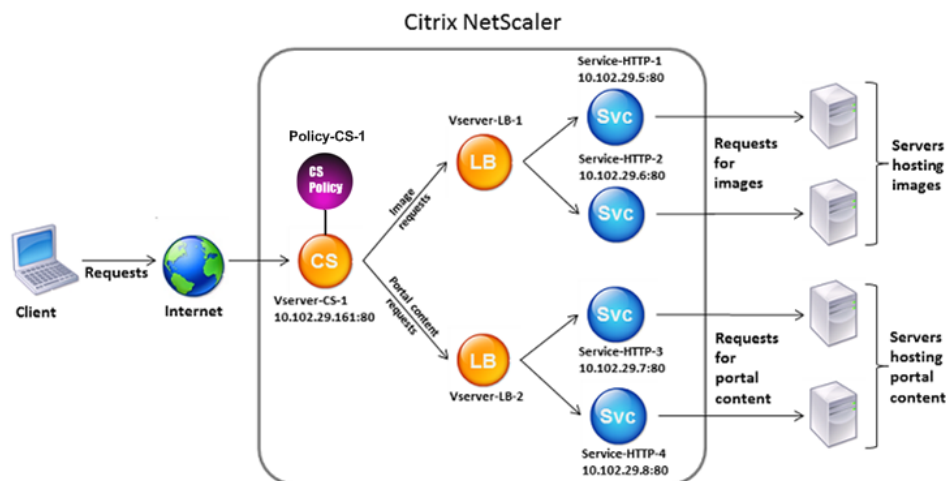 Citrix NetScaler
Policy-CS-1
CS
Policy
Client
Requests
Internet
CS
Vserver-CS-1
10.102.29.161:80
Image
requests
Portal content
requests
Vserver-LB-1
LB
LB
Vserver-LB-2
Service-HTTP-1
10.102.29.5:80
Svc
Service-HTTP-2
10.102.29.6:80
Svc
Svc
Service-HTTP-3
10.102.29.7:80
Svc
Service-HTTP-4
10.102.29.8:80
Requests
for
images
Servers
hosting
images
Requests
for
portal
content
Servers
hosting
portal
content